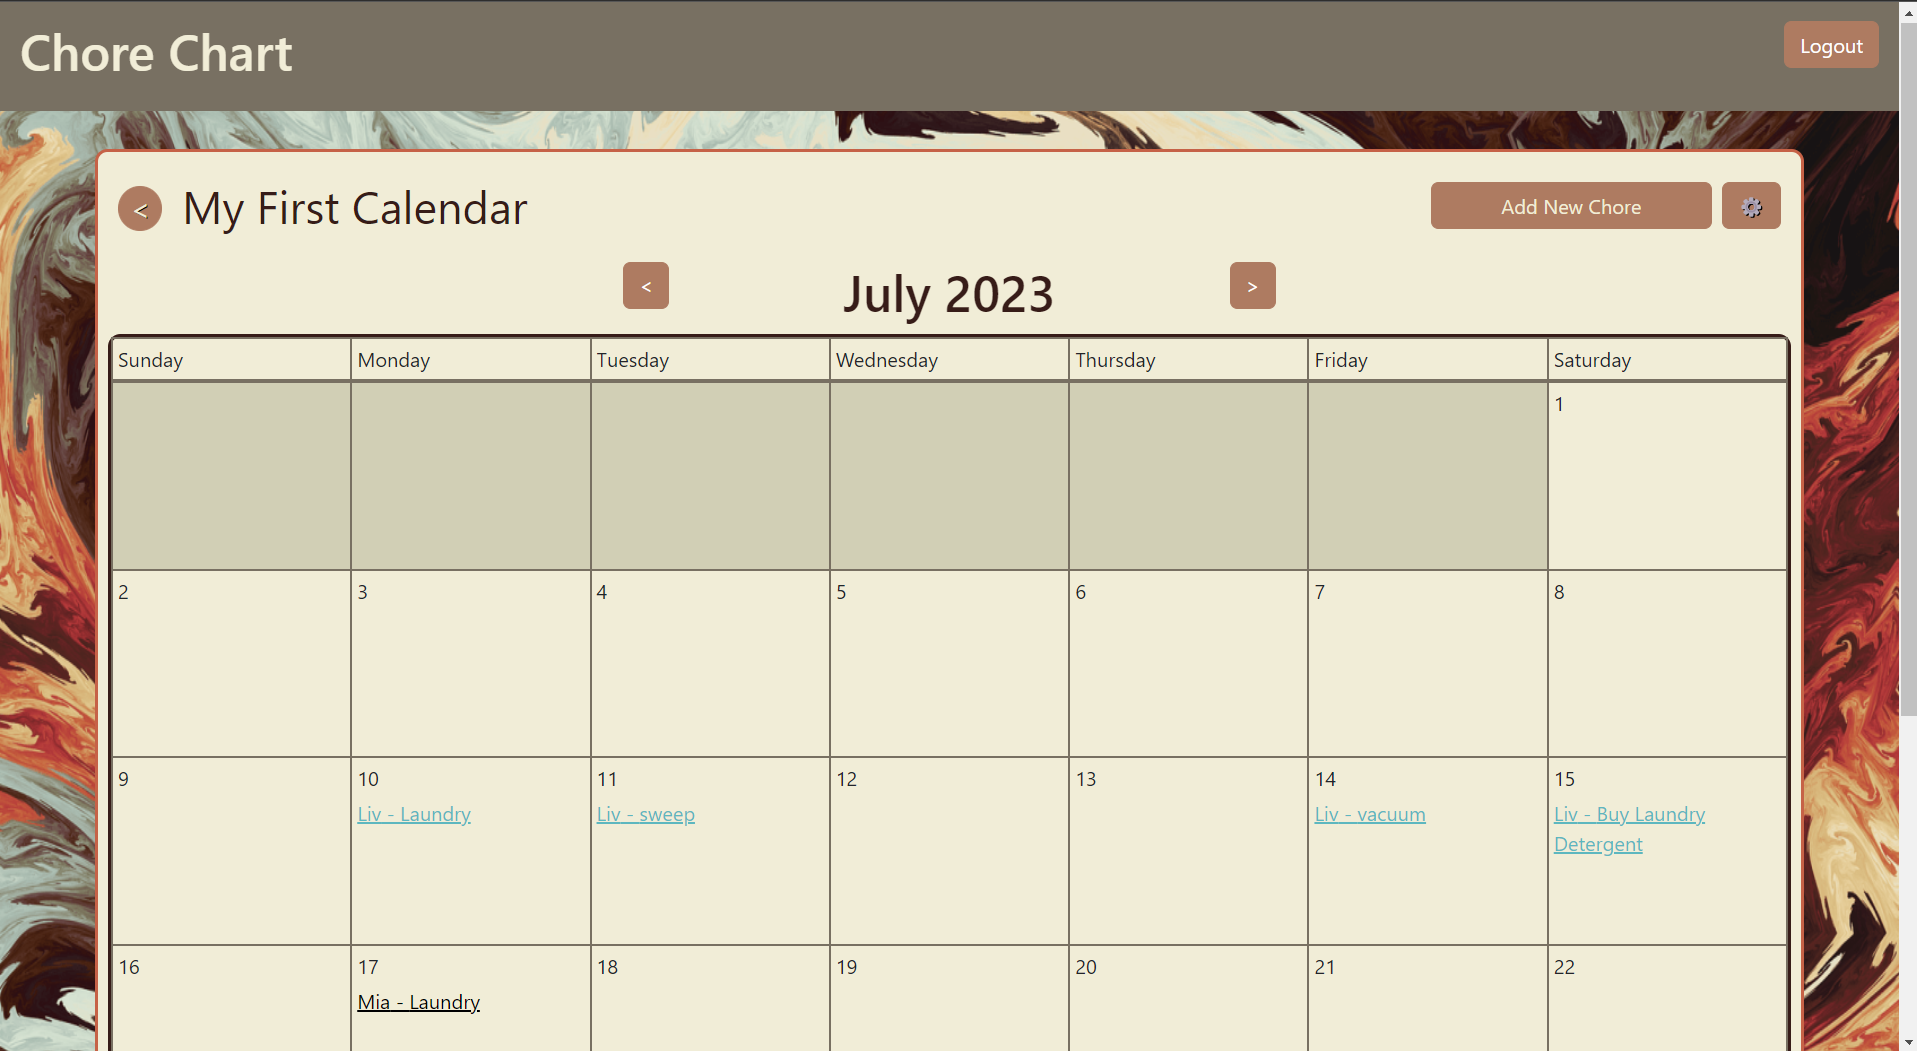 Chore Chart
Logout
<
My First Calendar
Add New Chore
<
July 2023
>
Sunday
Monday
Tuesday
Wednesday
Thursday
Friday
Saturday
1
2
3
4
5
6
7
8
9
10
Liv - Laundry
11
Liv - sweep
12
13
14
Liv - vacuum
15
Liv - Buy Laundry
Detergent
16
17
Mia - Laundry
18
19
20
21
22